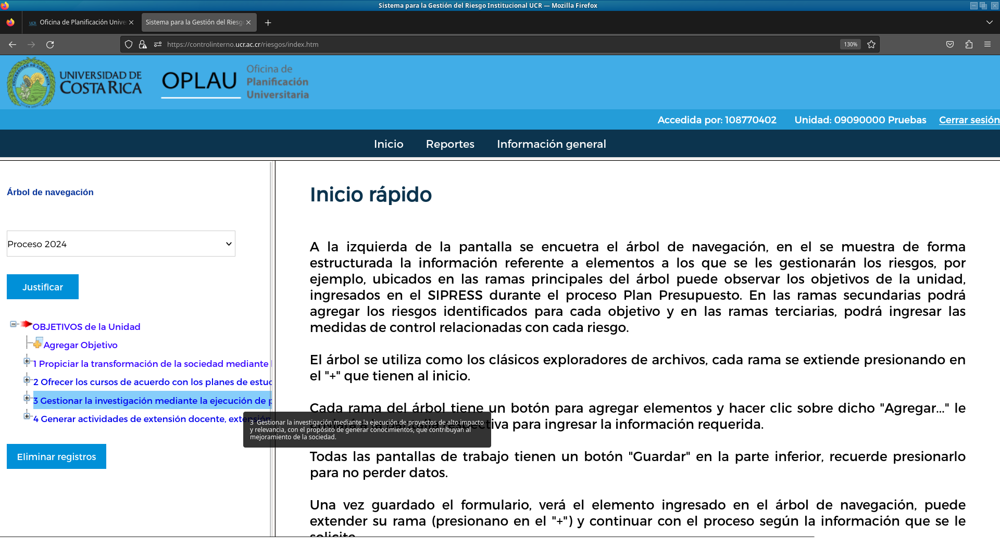 Sistema para la Gestión del Riesgo Institucional UCR — Mozilla Firefox
Oficina de Planificación Unive
Sistema para la Gestión del Riesg
https://controlinterno.ucr.ac.cr/riesgos/index.htm
130%
UNIVERSIDAD DE
COSTA RICA
OPLAU
Oficina de
Planificación
Universitaria
Accedida por: 108770402 Unidad: 09090000 Pruebas Cerrar sesión
Inicio Reportes Información general
Árbol de navegación
Proceso 2024
Justificar
OBJETIVOS de la Unidad
Agregar Objetivo
1 Propiciar la transformación de la sociedad mediante
2 Ofrecer los cursos de acuerdo con los planes de estud
3 Gestionar la investigación mediante la ejecución de p
4 Generar actividades de extensión docente, extensión
3 Gestionar la investigación mediante la ejecución de proyectos de alto impacto
y relevancia, con el propósito de generar conocimientos, que contribuyan al
mejoramiento de la sociedad.
Eliminar registros
Inicio rápido
A la izquierda de la pantalla se encuetra el árbol de navegación, en el se muestra de forma
estructurada la información referente a elementos a los que se les gestionarán los riesgos, por
ejemplo, ubicados en las ramas principales del árbol puede observar los objetivos de la unidad,
ingresados en el SIPRESS durante el proceso Plan Presupuesto. En las ramas secundarias podrá
agregar los riesgos identificados para cada objetivo y en las ramas terciarias, podrá ingresar las
medidas de control relacionadas con cada riesgo.
El árbol se utiliza como los clásicos exploradores de archivos, cada rama se extiende presionando en
el "+" que tienen al inicio.
Cada rama del árbol tiene un botón para agregar elementos y hacer clic sobre dicho "Agregar..." le
enviará a la pantalla respectiva para ingresar la información requerida.
Todas las pantallas de trabajo tienen un botón "Guardar" en la parte inferior, recuerde presionarlo
para no perder datos.
Una vez guardado el formulario, verá el elemento ingresado en el árbol de navegación, puede
extender su rama (presionano en el "+") y continuar con el proceso según la información que se le
solicite.